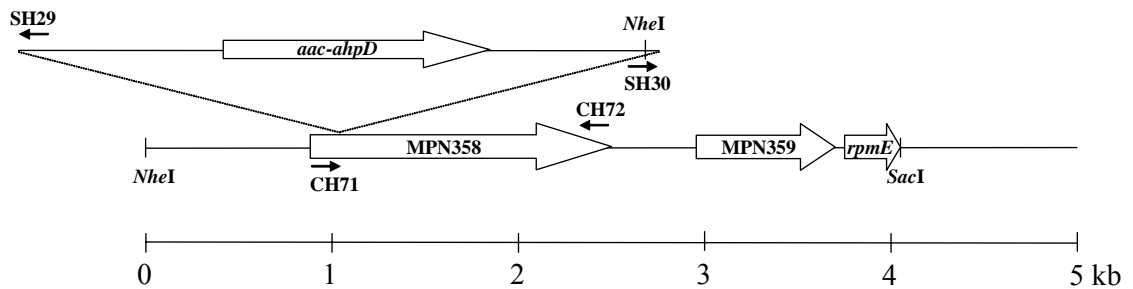 SH29
NheI
aac-ahpD
SH30
CH72
MPN358
MPN359
rpmE
NheI
CH71
SacI
0 1 2 3 4 5 kb